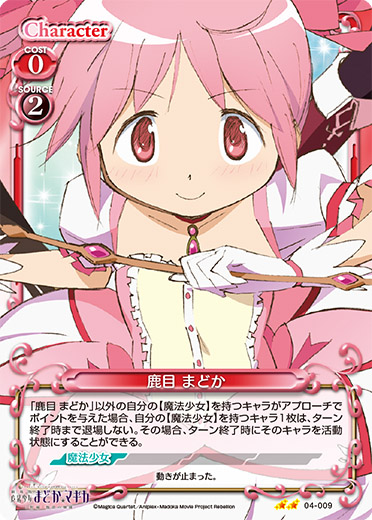 Character
COST
0
SOURCE
2
鹿目 まどか
「鹿目 まどか」以外の自分の【魔法少女】を持つキャラがアプローチで
ポイントを与えた場合、自分の【魔法少女】を持つキャラ1枚は、ターン
終了時まで退場しない。その場合、ターン終了時にそのキャラを活動
状態にすることができる。
魔法少女
動きが止まった。
まどか☆マギカ
©Magica Quartet／Aniplex・Madoka Movie Project Rebellion
04-009